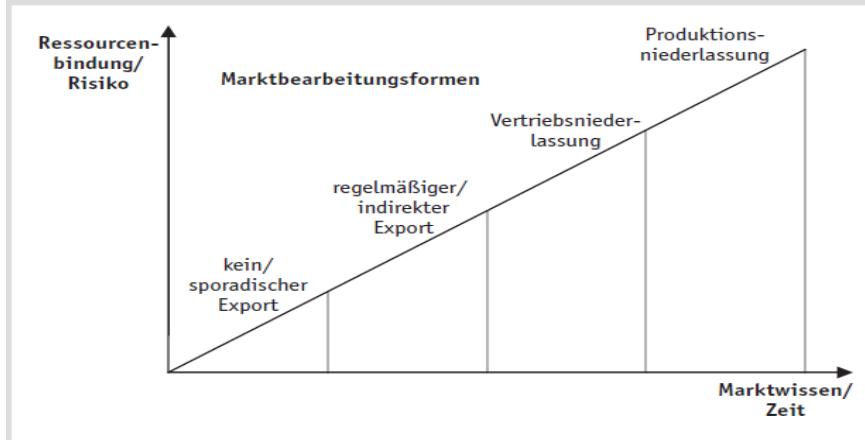 Ressourcen-
bindung/
Risiko
Marktbearbeitungsformen
Produktions-
niederlassung
Vertriebsnieder-
lassung
regelmäßiger/
indirekter
Export
kein/
sporadischer
Export
Marktwissen/
Zeit